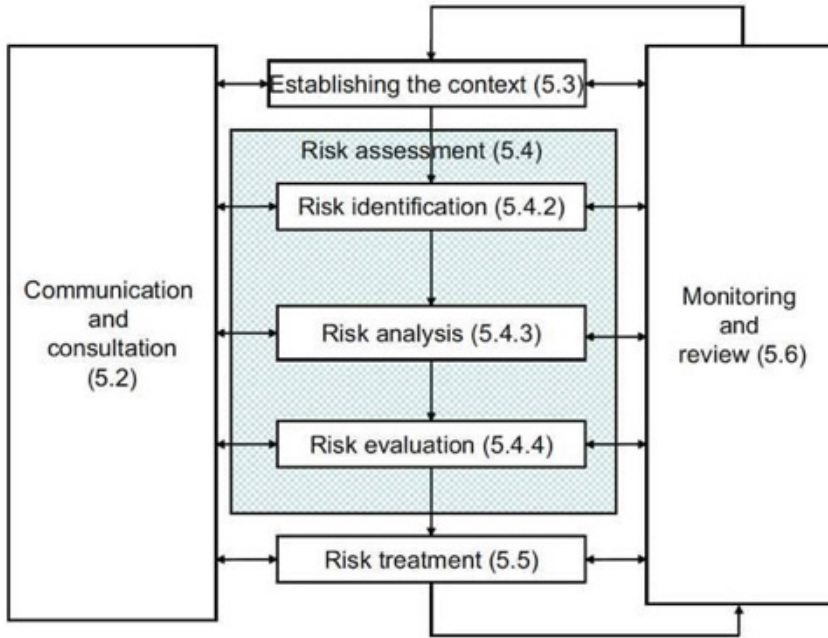 Establishing the context (5.3)
Risk assessment (5.4)
Risk identification (5.4.2)
Communication
and
consultation
(5.2)
Risk analysis (5.4.3)
Monitoring
and
review (5.6)
Risk evaluation (5.4.4)
Risk treatment (5.5)